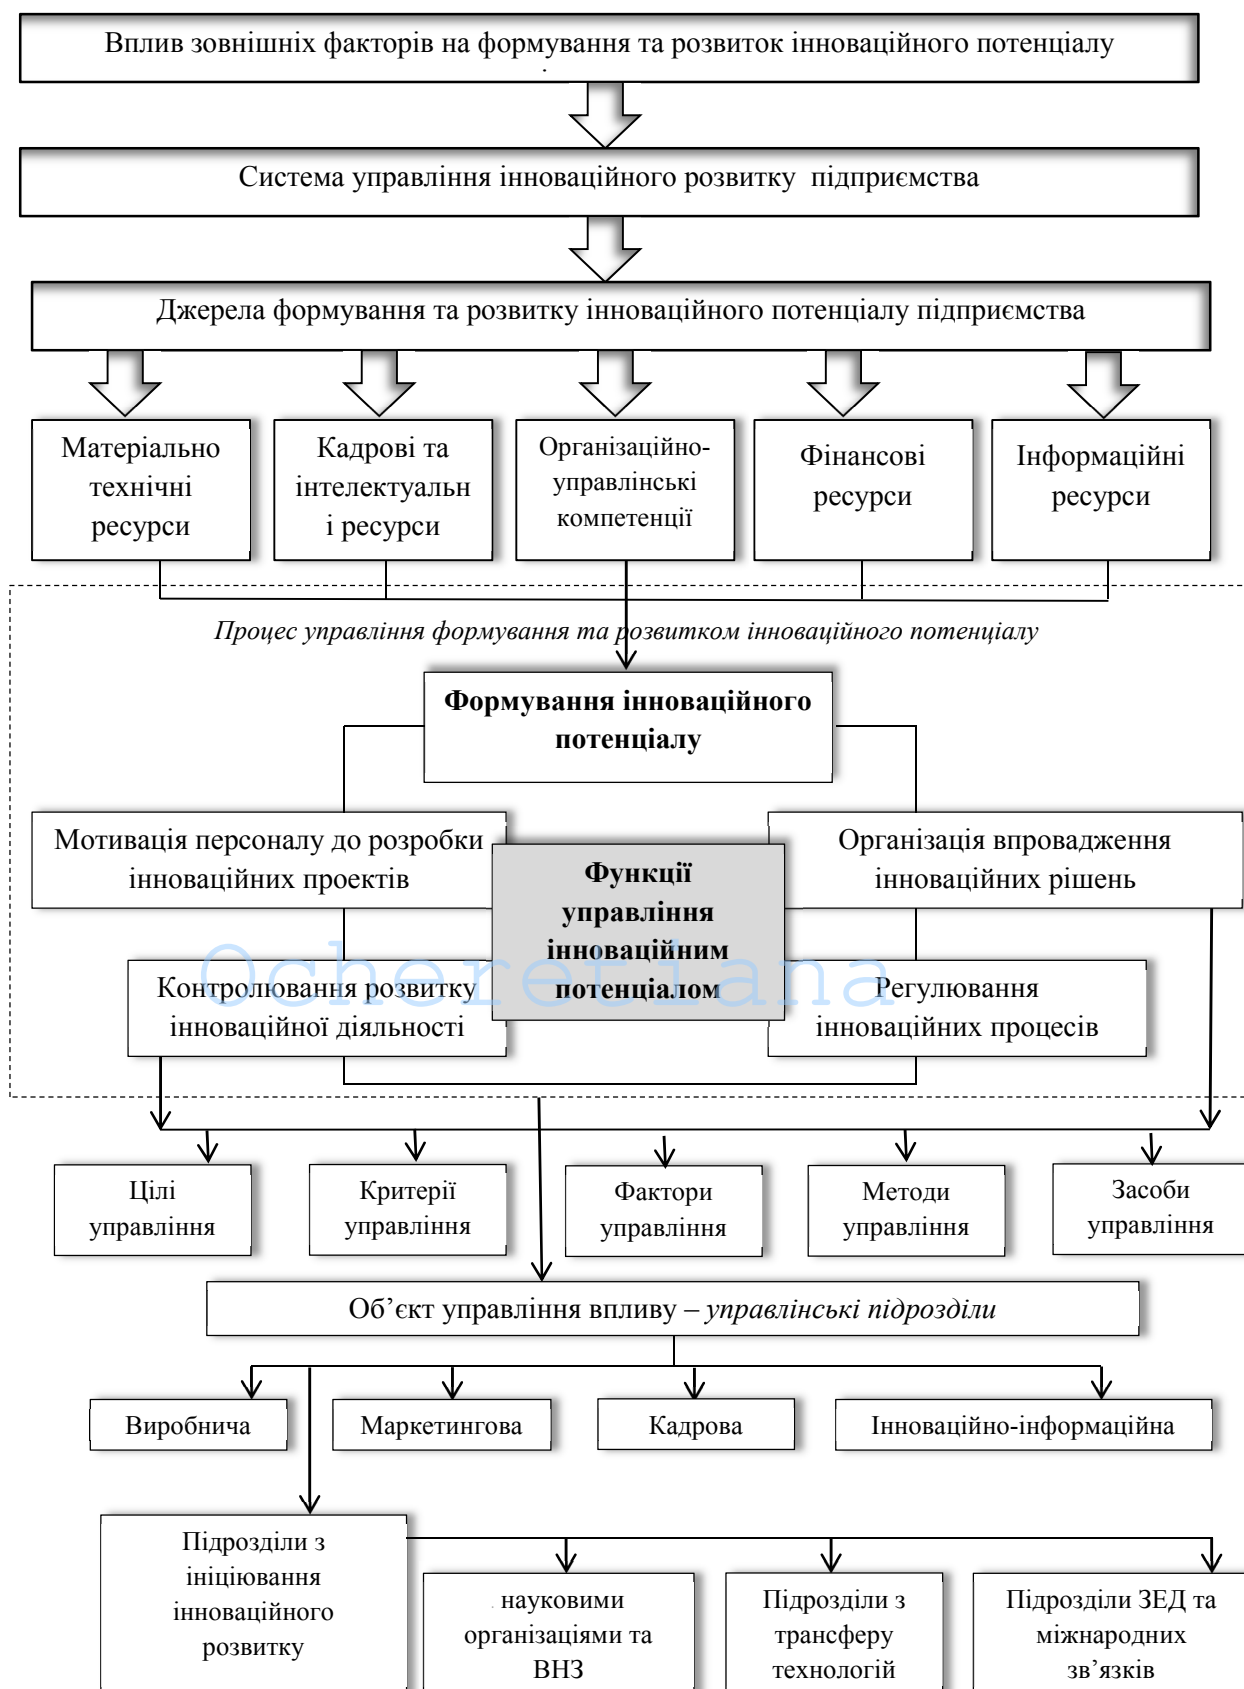 Вплив зовнішніх факторів на формування та розвиток інноваційного потенціалу
Система управління інноваційного розвитку підприємства
Джерела формування та розвитку інноваційного потенціалу підприємства
Матеріально
технічні
ресурси
Кадрові та
інтелектуальн
і ресурси
Організаційно-
управлінські
компетенції
Фінансові
ресурси
Інформаційні
ресурси
Процес управління формування та розвитком інноваційного потенціалу
Формування інноваційного
потенціалу
Мотивація персоналу до розробки
інноваційних проектів
Організація впровадження
інноваційних рішень
Функції
управління
інноваційним
потенціалом
Контролювання розвитку
інноваційної діяльності
Регулювання
інноваційних процесів
Ocheretiana
Цілі
управління
Критерії
управління
Фактори
управління
Методи
управління
Засоби
управління
Об’єкт управління впливу – управлінські підрозділи
Виробнича
Маркетингова
Кадрова
Інноваційно-інформаційна
Підрозділи з
ініціювання
інноваційного
розвитку
науковими
організаціями та
ВНЗ
Підрозділи з
трансферу
технологій
Підрозділи ЗЕД та
міжнародних
зв’язків